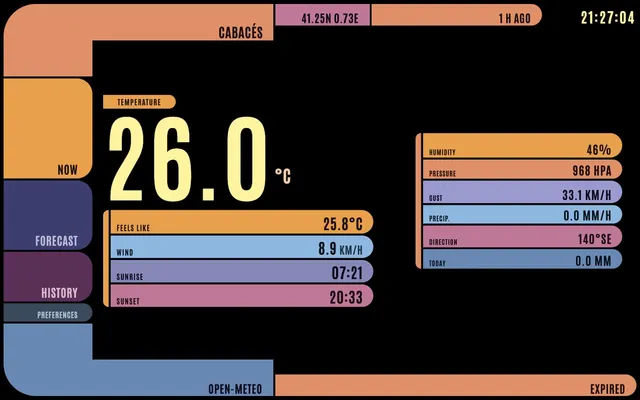 CABACÉS
41.25N 0.73E
1 H AGO
21:27:04
TEMPERATURE
26.0 °C
NOW
FORECAST
HISTORY
PREFERENCES
FEELS LIKE 25.8°C
WIND 8.9 KM/H
SUNRISE 07:21
SUNSET 20:33
HUMIDITY 46%
PRESSURE 968 HPA
GUST 33.1 KM/H
PRECIP. 0.0 MM/H
DIRECTION 140°SE
TODAY 0.0 MM
OPEN-METEO
EXPIRED